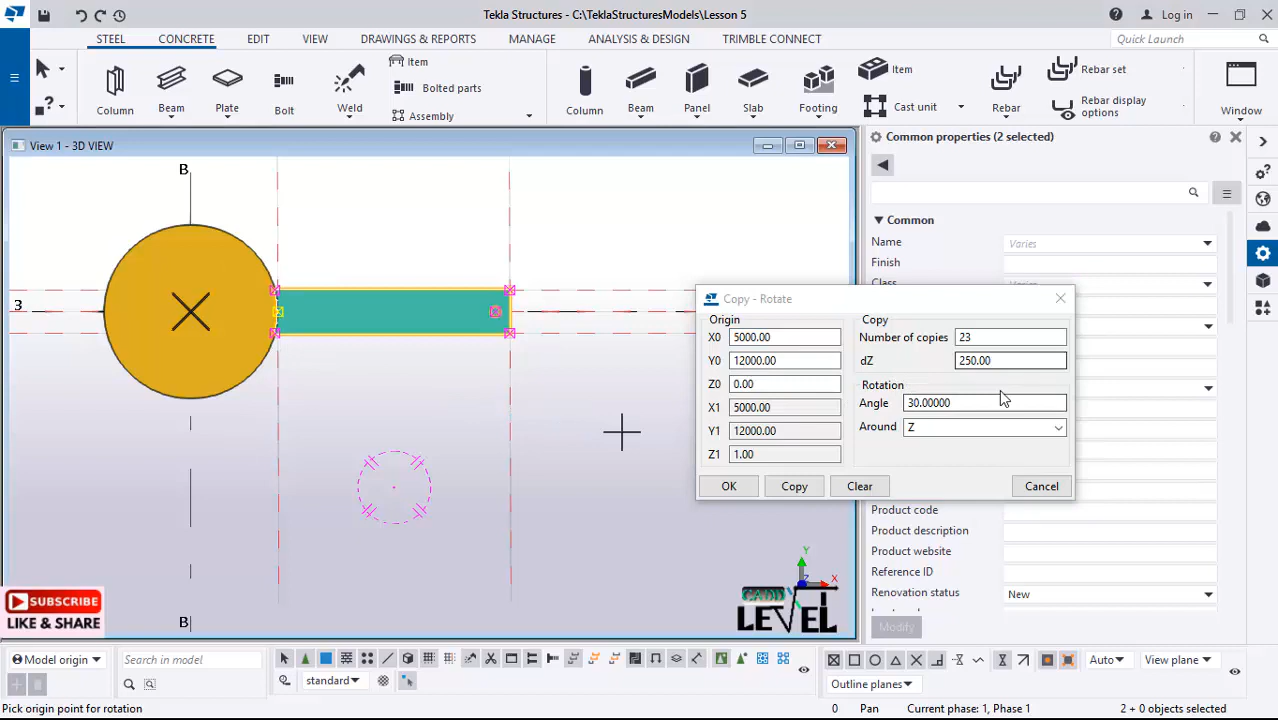 Tekla Structures - C:\TeklaStructuresModels\Lesson 5
Log in
STEEL CONCRETE EDIT VIEW DRAWINGS & REPORTS MANAGE ANALYSIS & DESIGN TRIMBLE CONNECT
Quick Launch
Column Beam Plate Bolt Weld
Item
Bolted parts
Assembly
Column Beam Panel Slab Footing
Item
Cast unit
Rebar
Rebar set
Rebar display options
Window
View 1 - 3D VIEW
Common properties (2 selected)
B
3
B
Common
Name Varies
Finish
Class
Copy - Rotate
Origin
X0 5000.00
Y0 12000.00
Z0 0.00
X1 5000.00
Y1 12000.00
Z1 1.00
Copy
Number of copies 23
dZ 250.00
Rotation
Angle 30.00000
Around Z
OK Copy Clear Cancel
Product code
Product description
Product website
Reference ID
Renovation status New
Modify
Y
X
Z
SUBSCRIBE
LIKE & SHARE
CADD
LEVEL
Model origin
Search in model
standard
Auto
View plane
Outline planes
Pick origin point for rotation
0 Pan Current phase: 1, Phase 1 2 + 0 objects selected